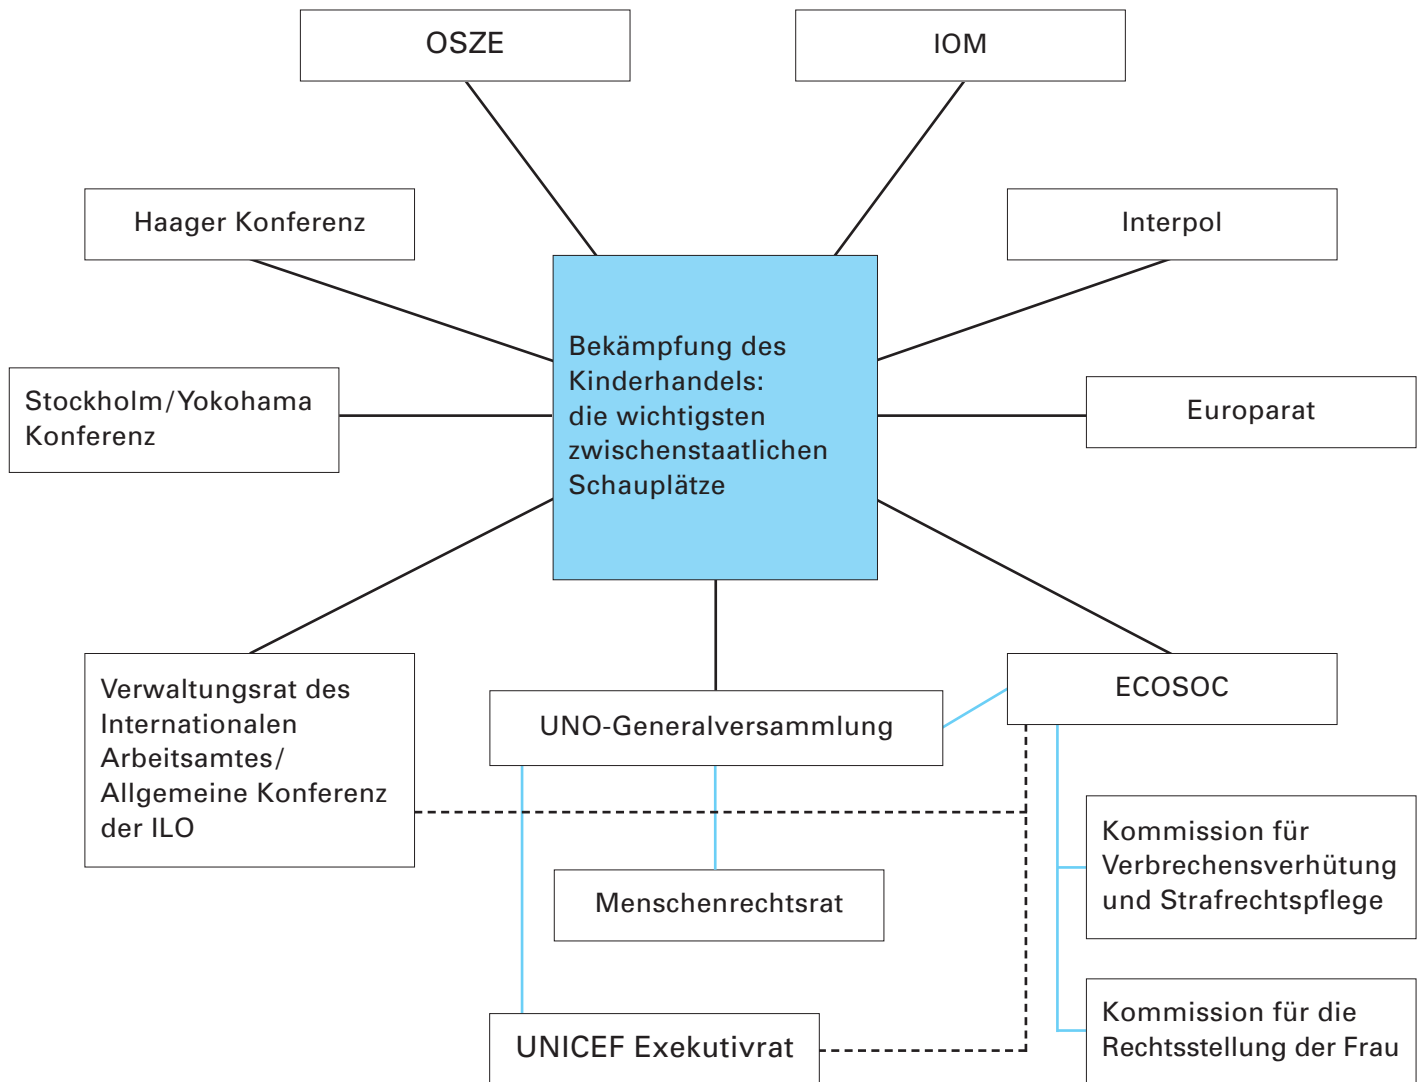 OSZE
IOM
Haager Konferenz
Interpol
Bekämpfung des
Kinderhandels:
die wichtigsten
zwischenstaatlichen
Schauplätze
Stockholm/Yokohama
Konferenz
Europarat
Verwaltungsrat des
Internationalen
Arbeitsamtes/
Allgemeine Konferenz
der ILO
UNO-Generalversammlung
ECOSOC
Kommission für
Verbrechensverhütung
und Strafrechtspflege
Menschenrechtsrat
UNICEF Exekutivrat
Kommission für die
Rechtsstellung der Frau